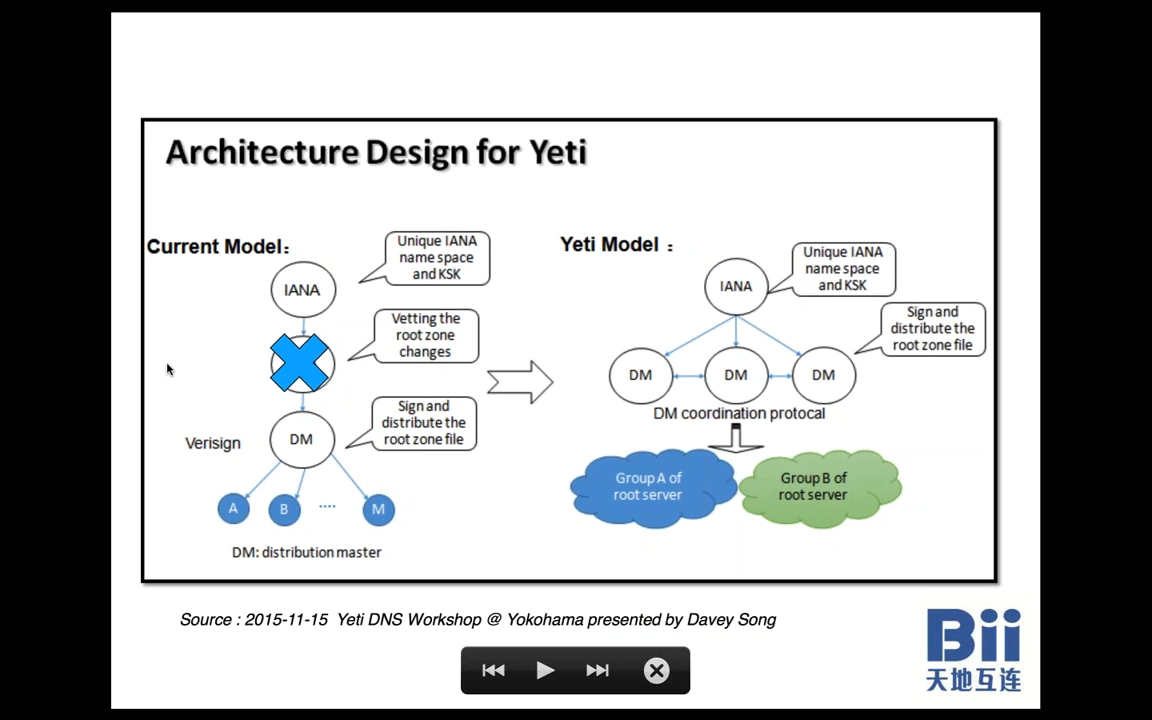 Architecture Design for Yeti
Current Model：
Unique IANA
name space
and KSK
IANA
Vetting the
root zone
changes
Sign and
distribute the
root zone file
Verisign
DM
A
B
....
M
DM: distribution master
Yeti Model ：
Unique IANA
name space
and KSK
IANA
Sign and
distribute the
root zone file
DM
DM
DM
DM coordination protocal
Group A of
root server
Group B of
root server
Source : 2015-11-15 Yeti DNS Workshop @ Yokohama presented by Davey Song
Bii
天地互连